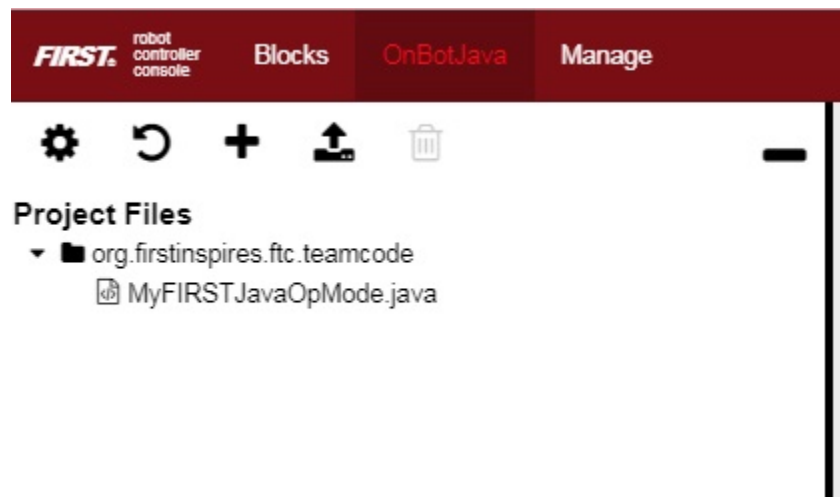 FIRST® robot
controller
console
Blocks OnBotJava Manage
Project Files
org.firstinspires.ftc.teamcode
MyFIRSTJavaOpMode.java